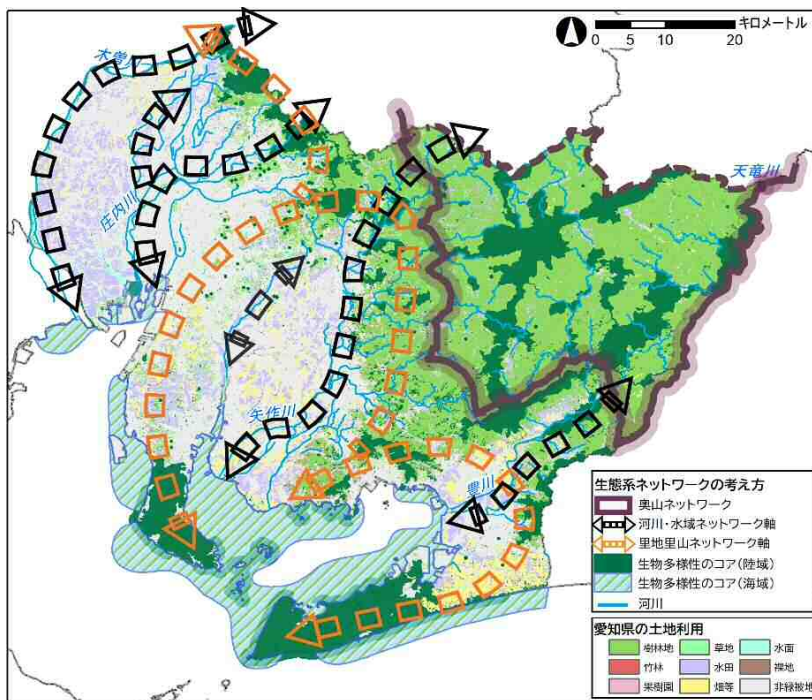 キロメートル
0 5 10 20
木曽川
天竜川
庄内川
矢作川
豊川
生態系ネットワークの考え方
奥山ネットワーク
河川・水域ネットワーク軸
里地里山ネットワーク軸
生物多様性のコア(陸域)
生物多様性のコア(海域)
河川
愛知県の土地利用
樹林地 草地 水面
竹林 水田 裸地
果樹園 畑等 非緑被地